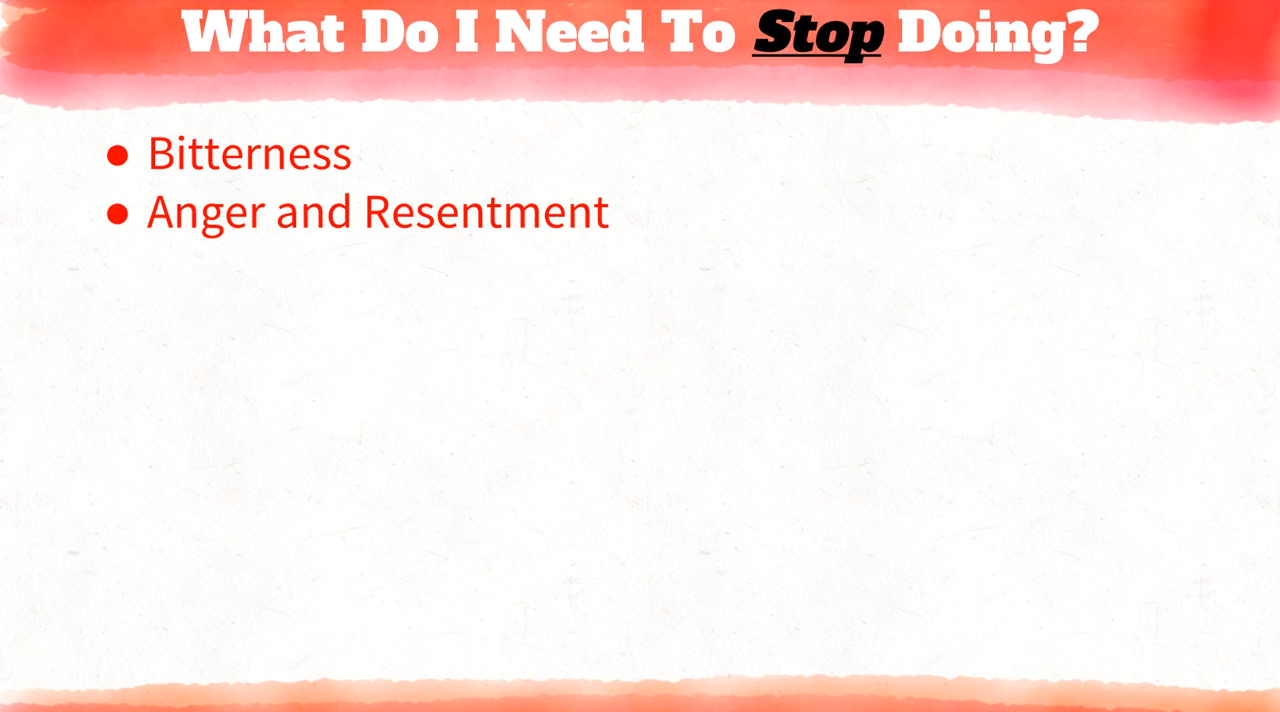 What Do I Need To Stop Doing?
● Bitterness
● Anger and Resentment